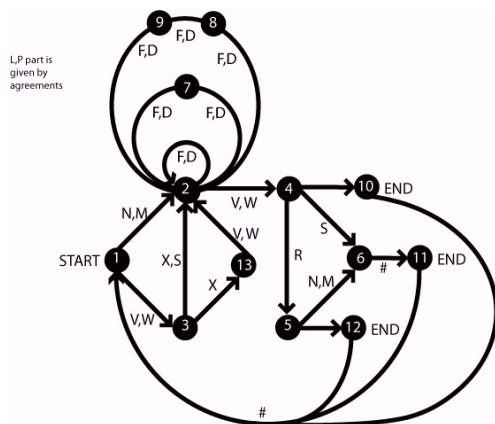 9
F,D
8
F,D
F,D
L,P part is
given by
agreements
7
F,D
F,D
F,D
2
4
10
END
N,M
V,W
V,W
S
START
1
X,S
13
R
6
#
11
END
N,M
X
V,W
3
5
12
END
#